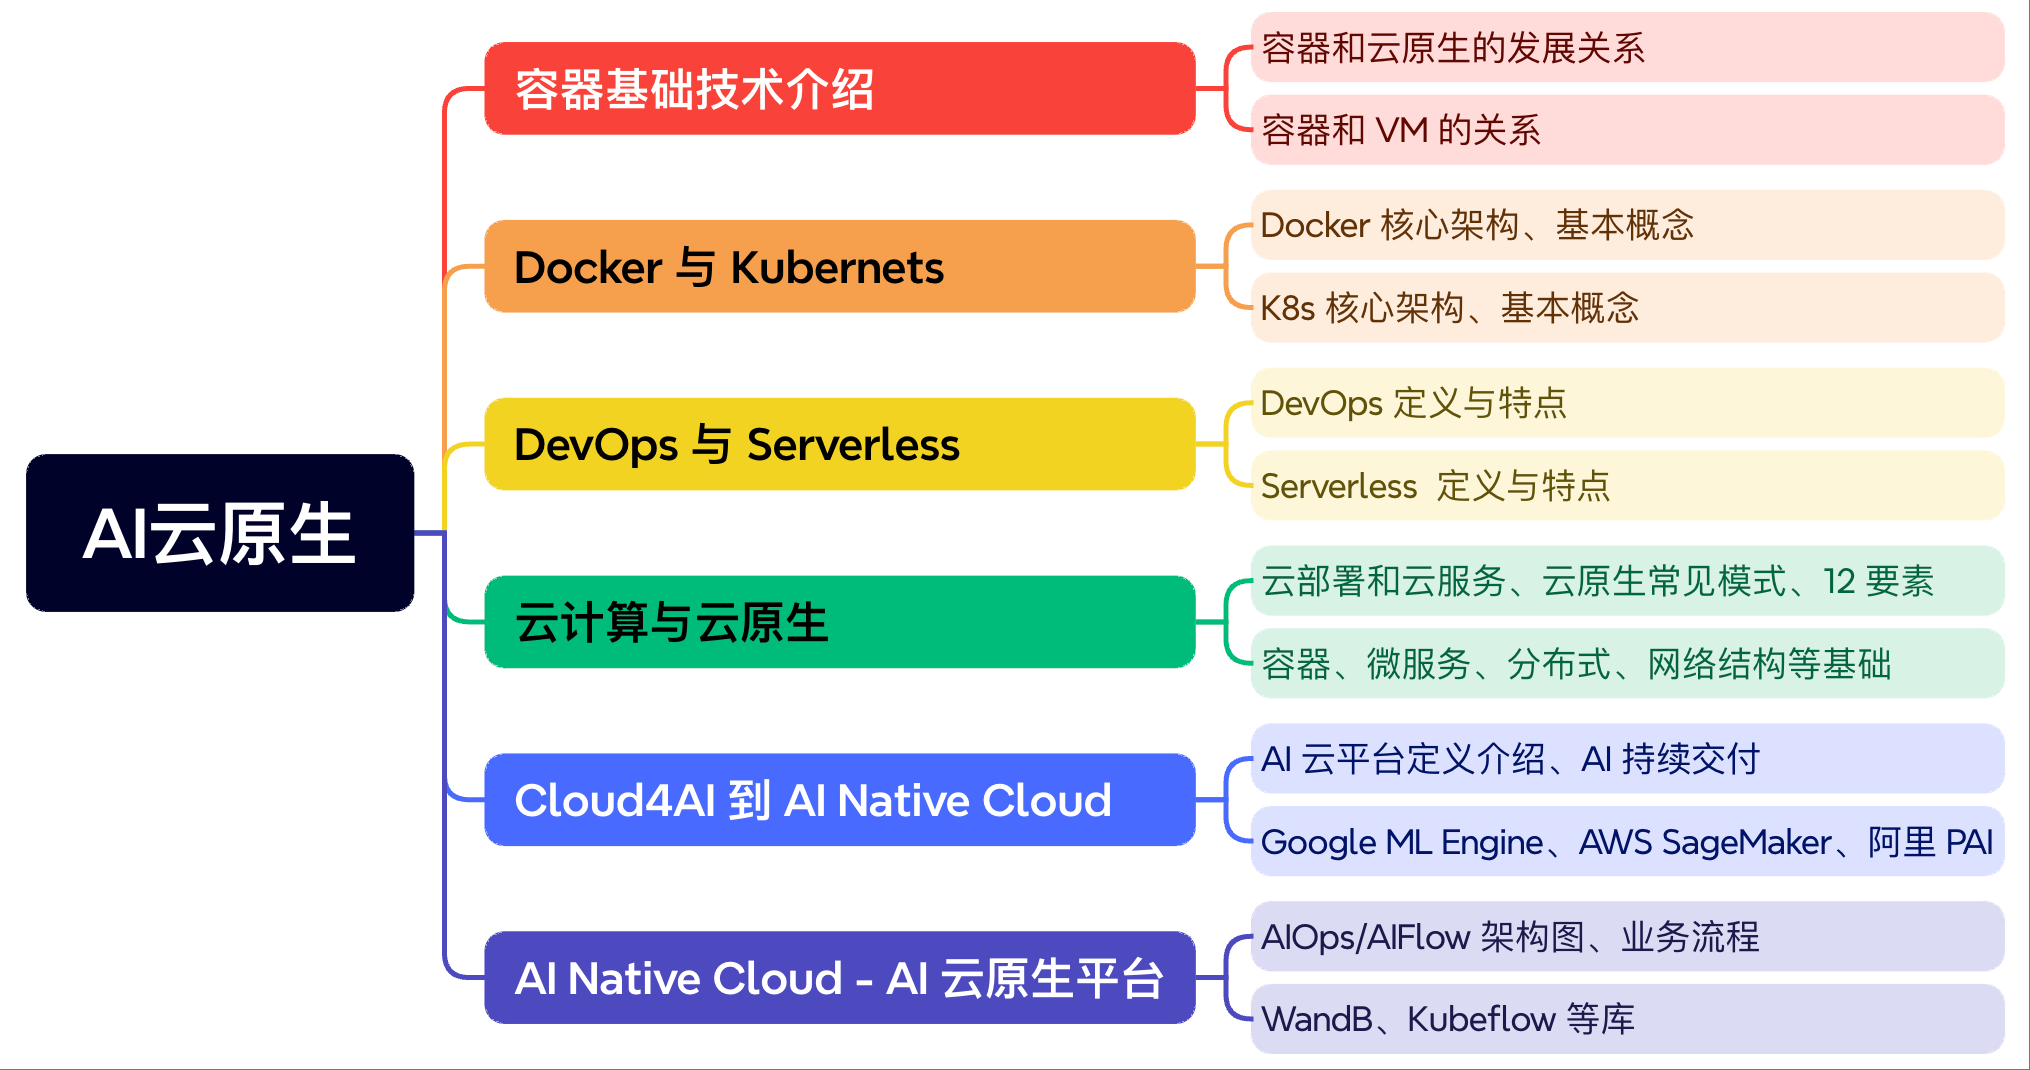 AI云原生
容器基础技术介绍
容器和云原生的发展关系
容器和 VM 的关系
Docker 与 Kubernets
Docker 核心架构、基本概念
K8s 核心架构、基本概念
DevOps 与 Serverless
DevOps 定义与特点
Serverless  定义与特点
云计算与云原生
云部署和云服务、云原生常见模式、12 要素
容器、微服务、分布式、网络结构等基础
Cloud4AI 到 AI Native Cloud
AI 云平台定义介绍、AI 持续交付
Google ML Engine、AWS SageMaker、阿里 PAI
AI Native Cloud - AI 云原生平台
AIOps/AIFlow 架构图、业务流程
WandB、Kubeflow 等库